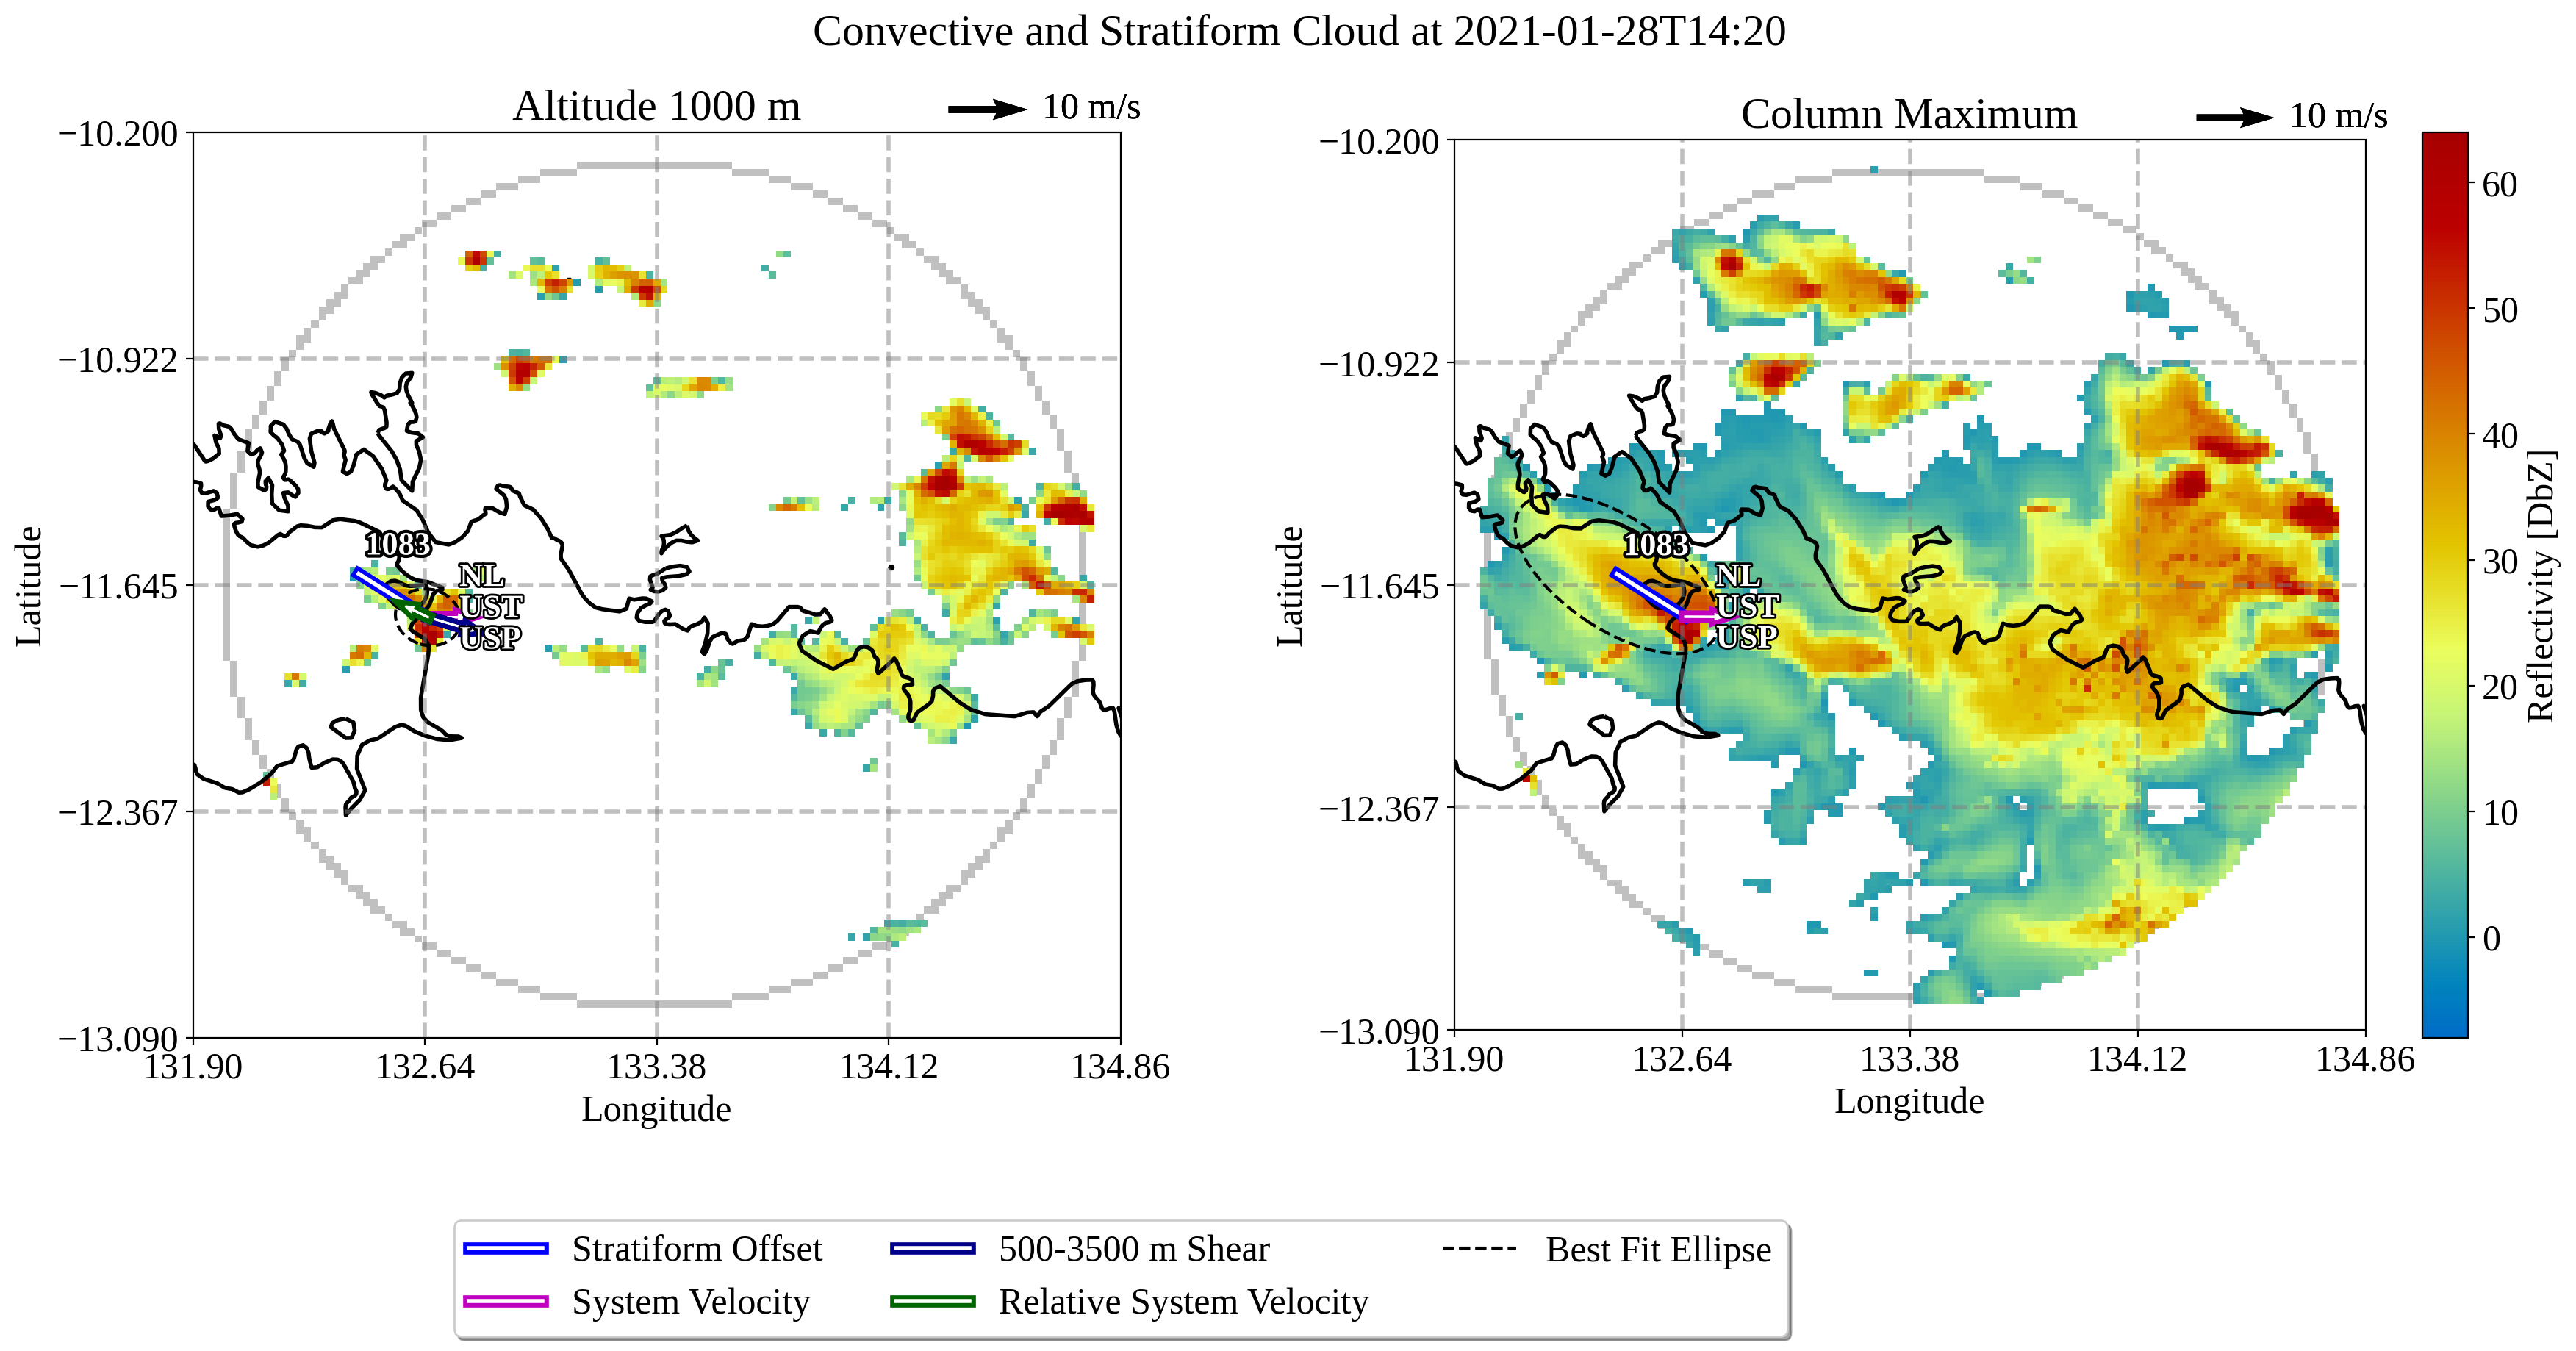 Convective and Stratiform Cloud at 2021-01-28T14:20
Altitude 1000 m
10 m/s
Column Maximum
10 m/s
−10.200
−10.922
−11.645
−12.367
−13.090
Latitude
131.90
132.64
133.38
134.12
134.86
Longitude
1083
NL
UST
USP
−10.200
−10.922
−11.645
−12.367
−13.090
Latitude
131.90
132.64
133.38
134.12
134.86
Longitude
1083
NL
UST
USP
60
50
40
30
20
10
0
Reflectivity [DbZ]
Stratiform Offset
System Velocity
500-3500 m Shear
Relative System Velocity
Best Fit Ellipse